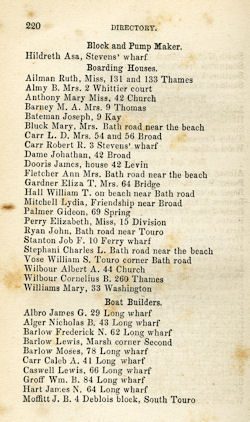 220 DIRECTORY.
Block and Pump Maker.
Hildreth Asa, Stevens' wharf
Boarding Houses.
Ailman Ruth, Miss, 131 and 133 Thames
Almy B. Mrs. 2 Whittier court
Anthony Mary Miss, 42 Church
Barney M. A. Mrs. 9 Thomas
Bateman Joseph, 9 Kay
Bluck Mary, Mrs. Bath road near the beach
Carr L. D. Mrs. 54 and 56 Broad
Carr Robert R. 3 Stevens' wharf
Dame Johathan, 42 Broad
Dooris James, house 42 Levin
Fletcher Ann Mrs. Bath road near the beach
Gardner Eliza T. Mrs. 64 Bridge
Hall William T. on beach near Bath road
Mitchell Lydia, Friendship near Broad
Palmer Gideon, 69 Spring
Perry Elizabeth, Miss, 15 Division
Ryan John, Bath road near Touro
Stanton Job F. 10 Ferry wharf
Stephani Charles L. Bath road near the beach
Vose William S. Touro corner Bath road
Wilbour Albert A. 44 Church
Wilbour Cornelius B. 260 Thames
Williams Mary, 33 Washington
Boat Builders.
Albro James G. 29 Long wharf
Alger Nicholas B. 43 Long wharf
Barlow Frederick N. 62 Long wharf
Barlow Lewis, Marsh corner Second
Barlow Moses, 78 Long wharf
Carr Caleb A. 41 Long wharf
Caswell Lewis, 66 Long wharf
Groff Wm. B. 84 Long wharf
Hart James N. 64 Long wharf
Moffitt J. B. 4 Deblois block, South Touro